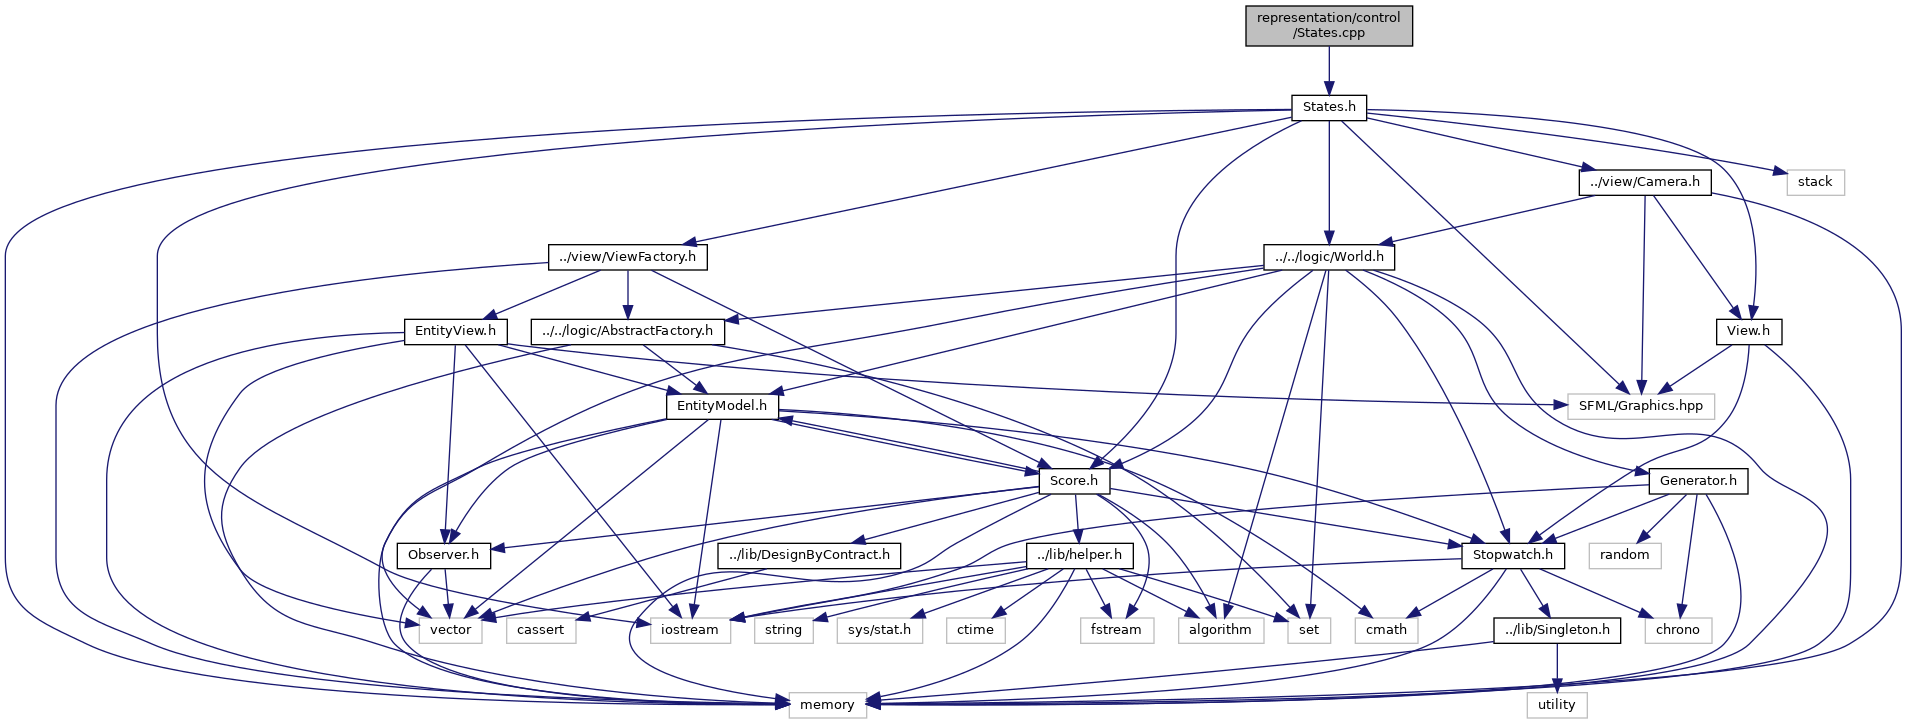 representation/control
/States.cpp
States.h
../view/Camera.h
stack
../view/ViewFactory.h
../../logic/World.h
EntityView.h
../../logic/AbstractFactory.h
View.h
EntityModel.h
SFML/Graphics.hpp
Score.h
Generator.h
Observer.h
../lib/DesignByContract.h
../lib/helper.h
Stopwatch.h
random
vector
cassert
iostream
string
sys/stat.h
ctime
fstream
algorithm
set
cmath
../lib/Singleton.h
chrono
memory
utility